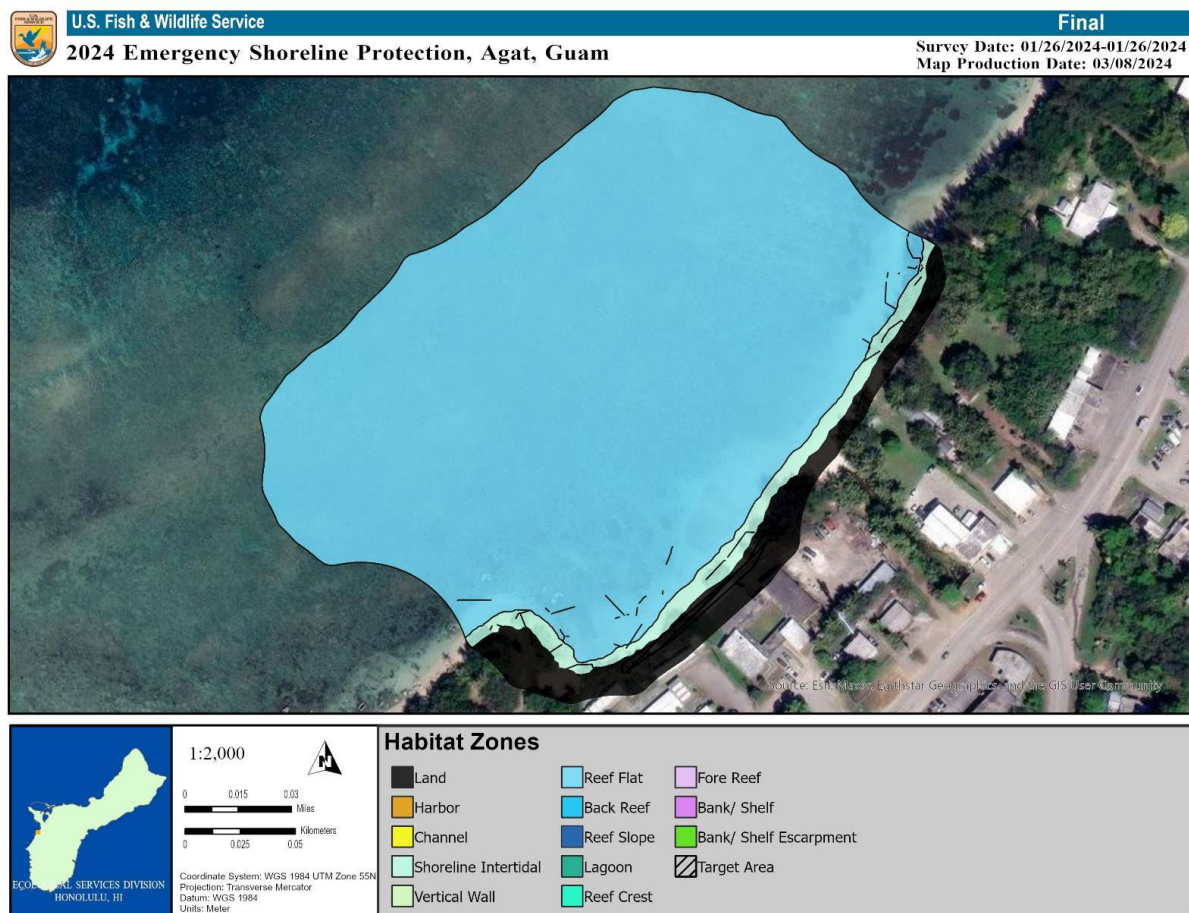 U.S.
FISH & WILDLIFE
SERVICE
U.S. Fish & Wildlife Service
Final
2024 Emergency Shoreline Protection, Agat, Guam
Survey Date: 01/26/2024-01/26/2024
Map Production Date: 03/08/2024
Source: Esri, Maxar, Earthstar Geographics, and the GIS User Community
ECOLOGICAL SERVICES DIVISION
HONOLULU, HI
1:2,000
N
0 0.015 0.03
Miles
Kilometers
0 0.025 0.05
Coordinate System: WGS 1984 UTM Zone 55N
Projection: Transverse Mercator
Datum: WGS 1984
Units: Meter
Habitat Zones
Land
Harbor
Channel
Shoreline Intertidal
Vertical Wall
Reef Flat
Back Reef
Reef Slope
Lagoon
Reef Crest
Fore Reef
Bank/ Shelf
Bank/ Shelf Escarpment
Target Area